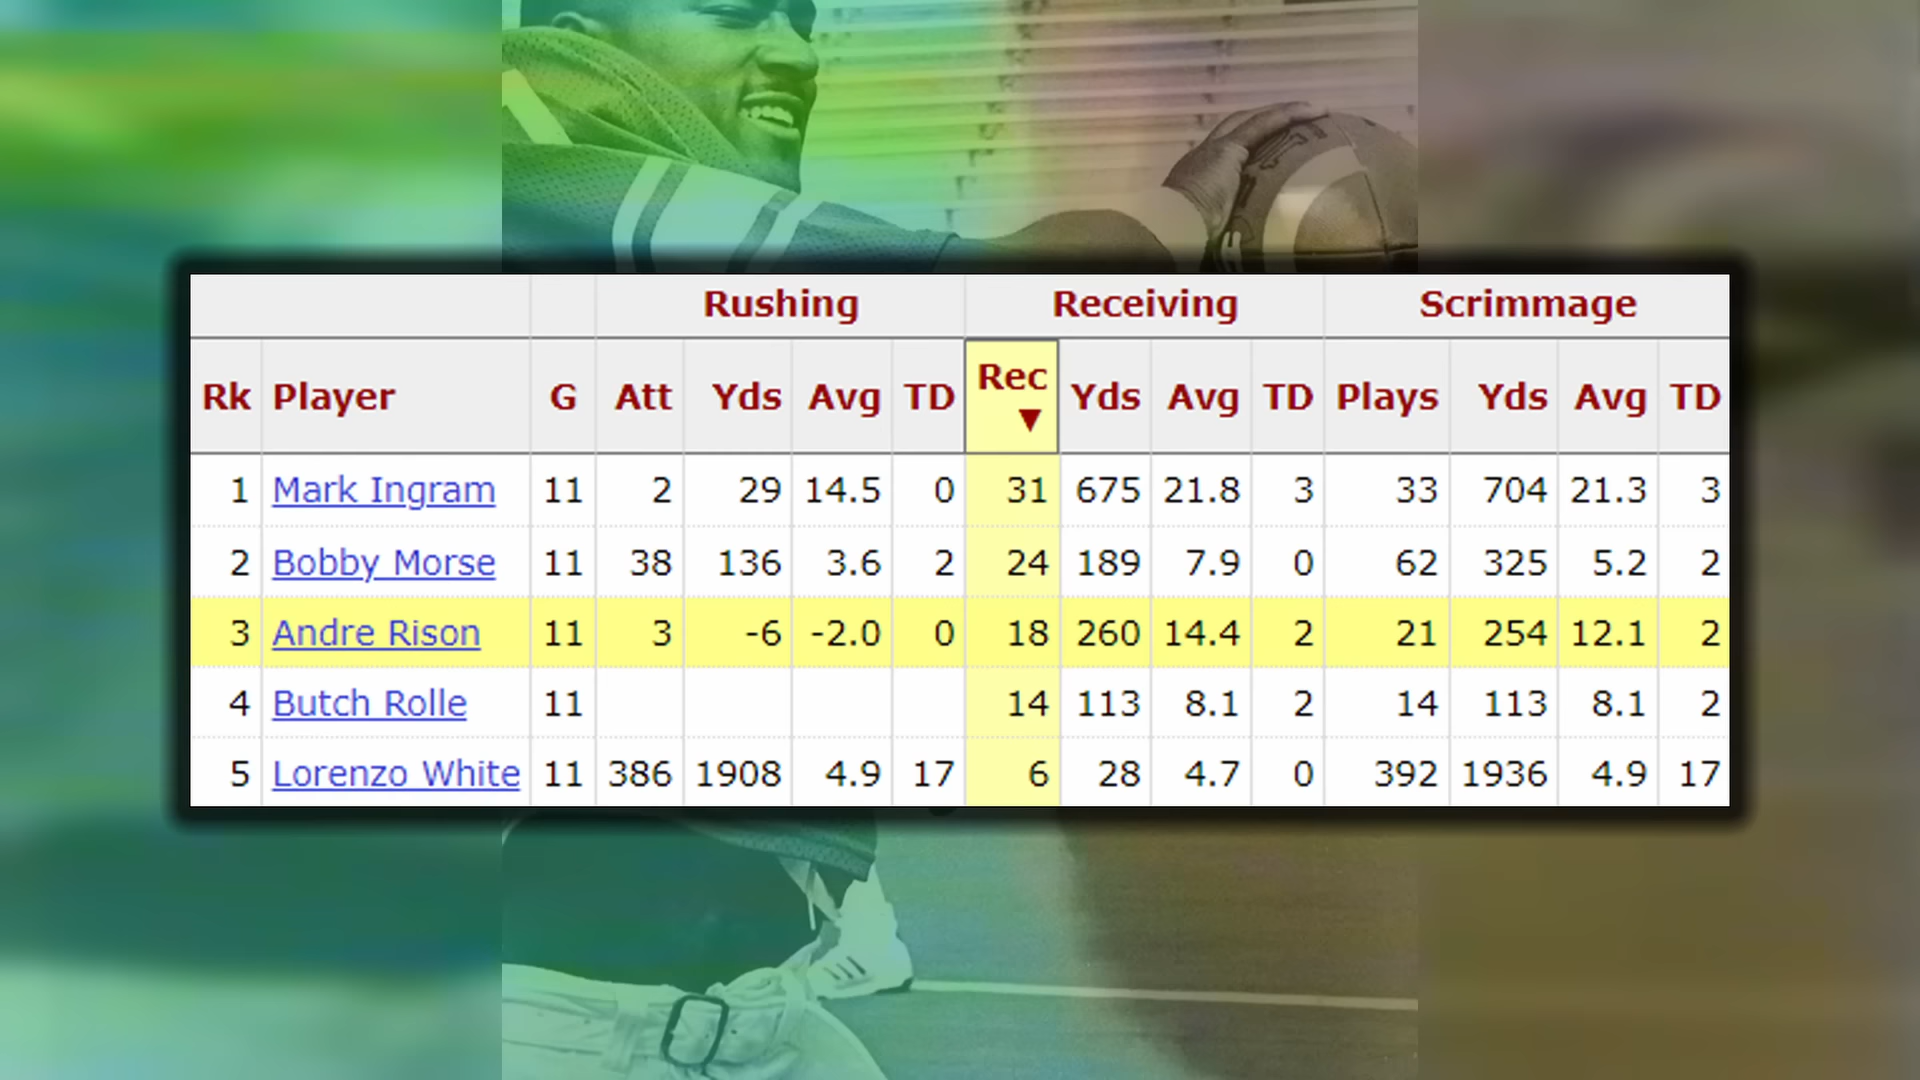 Rushing Receiving Scrimmage
Rk Player G Att Yds Avg TD Rec ▼ Yds Avg TD Plays Yds Avg TD
1 Mark Ingram 11 2 29 14.5 0 31 675 21.8 3 33 704 21.3 3
2 Bobby Morse 11 38 136 3.6 2 24 189 7.9 0 62 325 5.2 2
3 Andre Rison 11 3 -6 -2.0 0 18 260 14.4 2 21 254 12.1 2
4 Butch Rolle 11 14 113 8.1 2 14 113 8.1 2
5 Lorenzo White 11 386 1908 4.9 17 6 28 4.7 0 392 1936 4.9 17